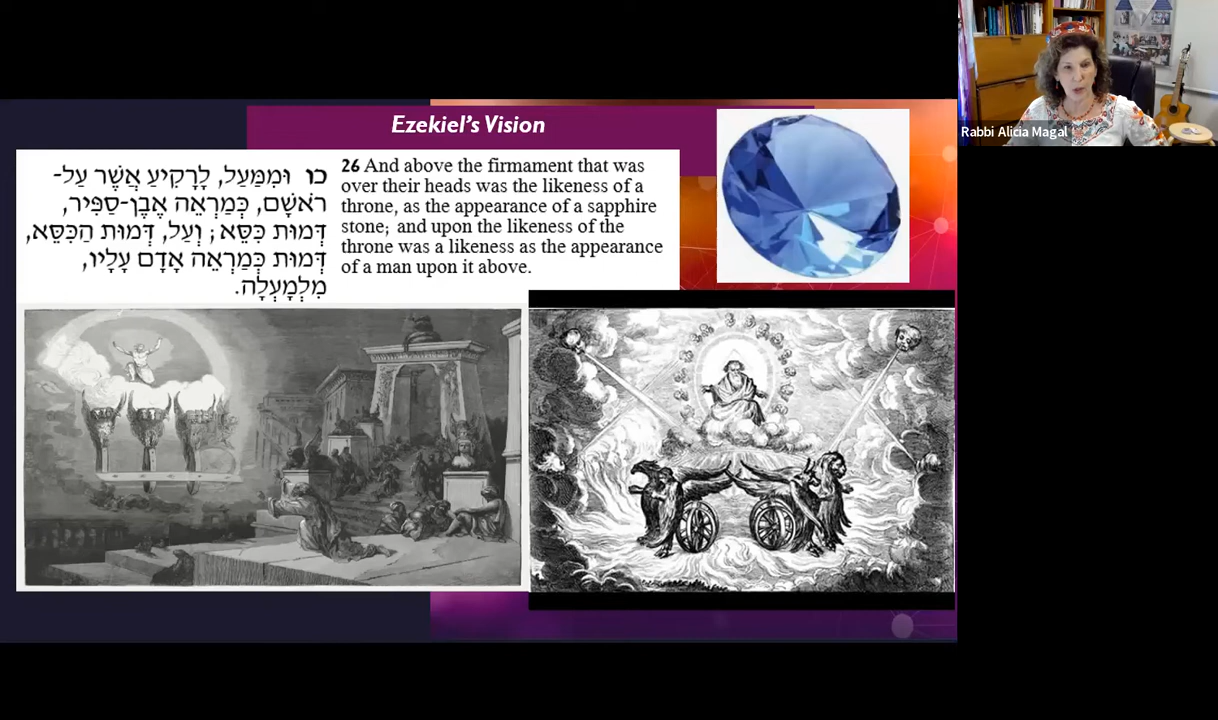 Ezekiel's Vision
כו וּמִמַּעַל, לָרָקִיעַ אֲשֶׁר עַל-
רֹאשָׁם, כְּמַרְאֵה אֶבֶן-סַפִּיר,
דְּמוּת כִּסֵּא; וְעַל, דְּמוּת הַכִּסֵּא,
דְּמוּת כְּמַרְאֵה אָדָם עָלָיו,
מִלְמָעְלָה.
26 And above the firmament that was
over their heads was the likeness of a
throne, as the appearance of a sapphire
stone; and upon the likeness of the
throne was a likeness as the appearance
of a man upon it above.
Rabbi Alicia Magal